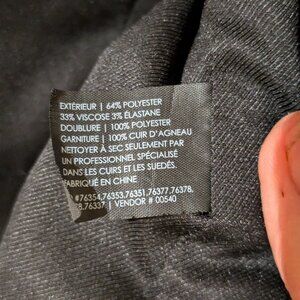 EXTÉRIEUR | 64% POLYESTER
33% VISCOSE 3% ÉLASTANE
DOUBLURE | 100% POLYESTER
GARNITURE | 100% CUIR D'AGNEAU
NETTOYER À SEC SEULEMENT PAR
UN PROFESSIONNEL SPÉCIALISÉ
DANS LES CUIRS ET LES SUÈDES.
FABRIQUÉ EN CHINE
#76354,76353,76351,76377,76378,
76337 | VENDOR # 00540